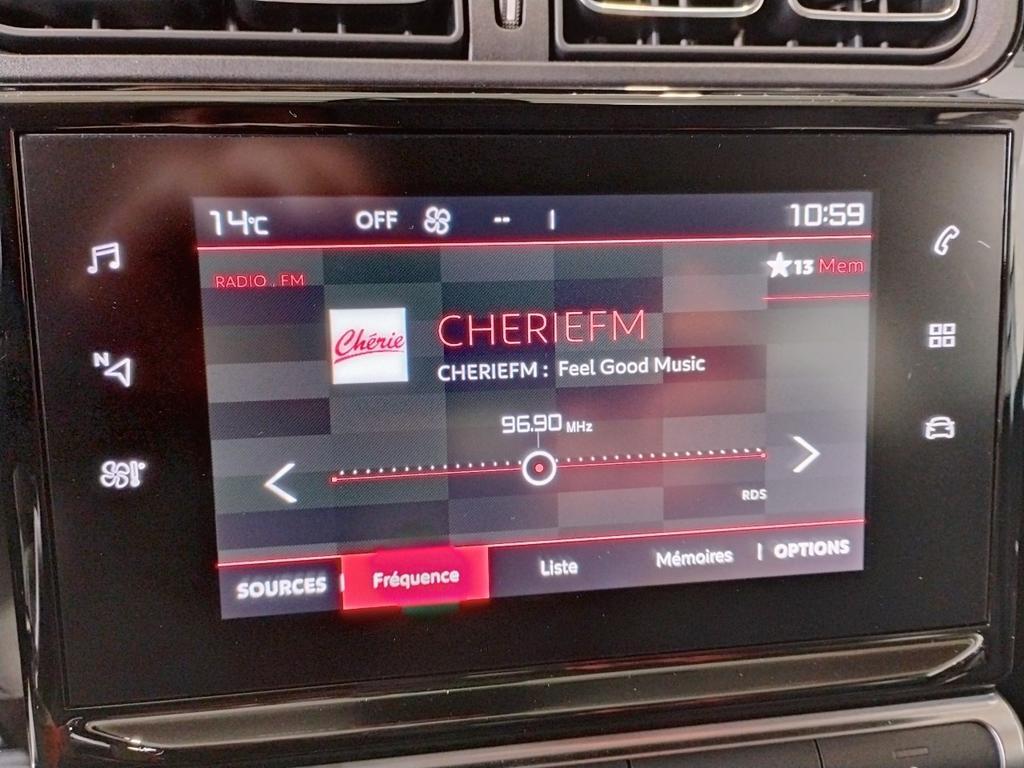 14°C OFF -- 10:59
RADIO , FM
13 Mem
Chérie
CHERIEFM
CHERIEFM : Feel Good Music
96.90 MHz
RDS
N
SOURCES Fréquence Liste Mémoires OPTIONS